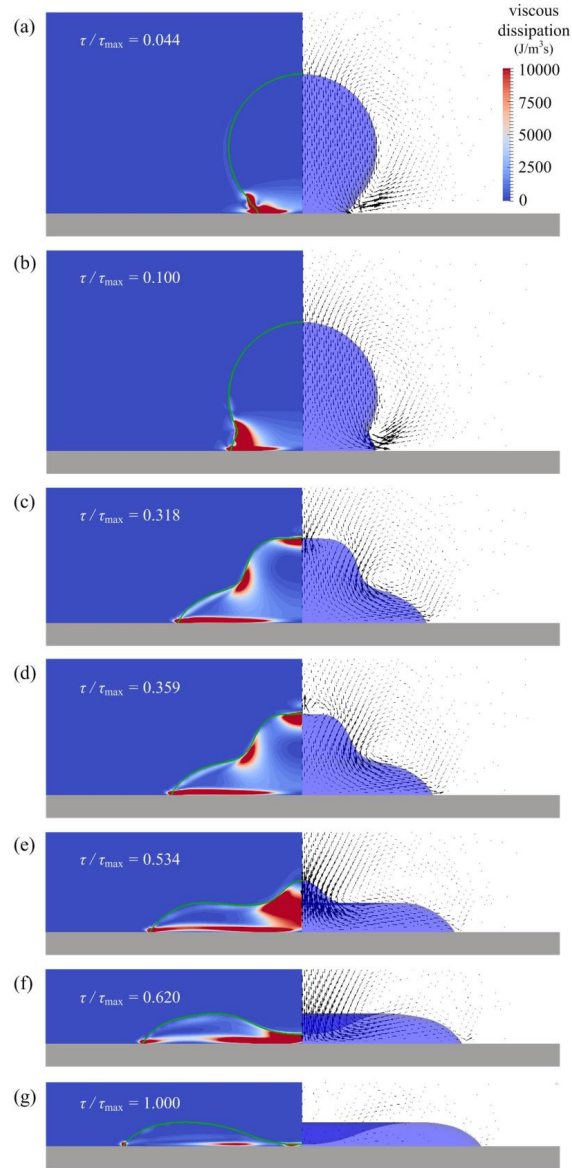 (a)
τ/τmax = 0.044
viscous
dissipation
(J/m³s)
10000
7500
5000
2500
0
(b)
τ/τmax = 0.100
(c)
τ/τmax = 0.318
(d)
τ/τmax = 0.359
(e)
τ/τmax = 0.534
(f)
τ/τmax = 0.620
(g)
τ/τmax = 1.000